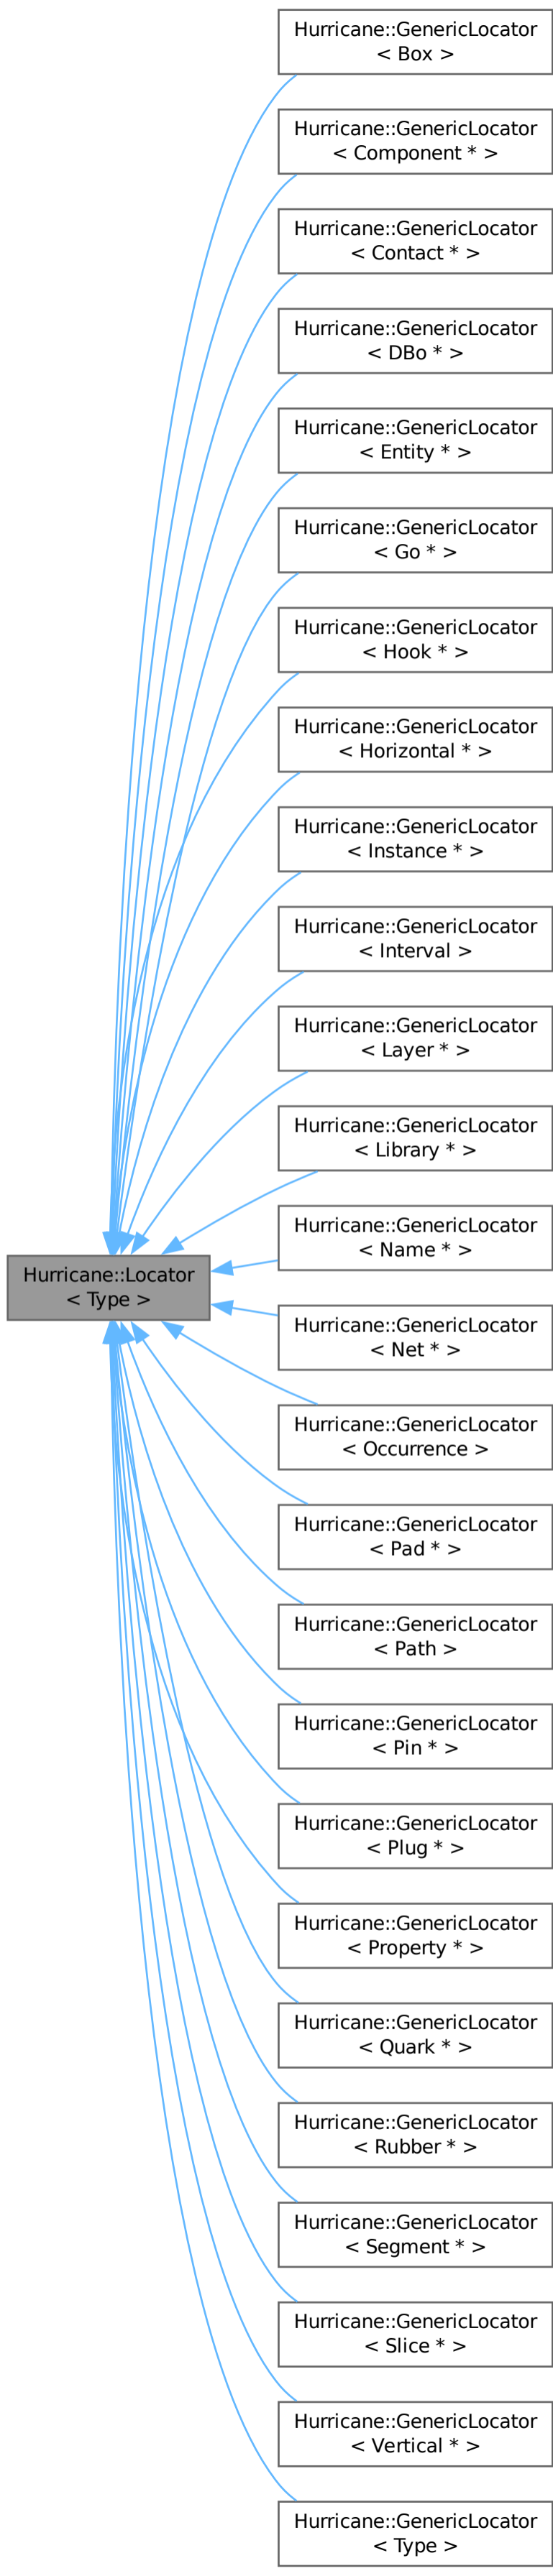 Hurricane::GenericLocator
< Box >
Hurricane::GenericLocator
< Component * >
Hurricane::GenericLocator
< Contact * >
Hurricane::GenericLocator
< DBo * >
Hurricane::GenericLocator
< Entity * >
Hurricane::GenericLocator
< Go * >
Hurricane::GenericLocator
< Hook * >
Hurricane::GenericLocator
< Horizontal * >
Hurricane::GenericLocator
< Instance * >
Hurricane::GenericLocator
< Interval >
Hurricane::GenericLocator
< Layer * >
Hurricane::GenericLocator
< Library * >
Hurricane::GenericLocator
< Name * >
Hurricane::Locator
< Type >
Hurricane::GenericLocator
< Net * >
Hurricane::GenericLocator
< Occurrence >
Hurricane::GenericLocator
< Pad * >
Hurricane::GenericLocator
< Path >
Hurricane::GenericLocator
< Pin * >
Hurricane::GenericLocator
< Plug * >
Hurricane::GenericLocator
< Property * >
Hurricane::GenericLocator
< Quark * >
Hurricane::GenericLocator
< Rubber * >
Hurricane::GenericLocator
< Segment * >
Hurricane::GenericLocator
< Slice * >
Hurricane::GenericLocator
< Vertical * >
Hurricane::GenericLocator
< Type >